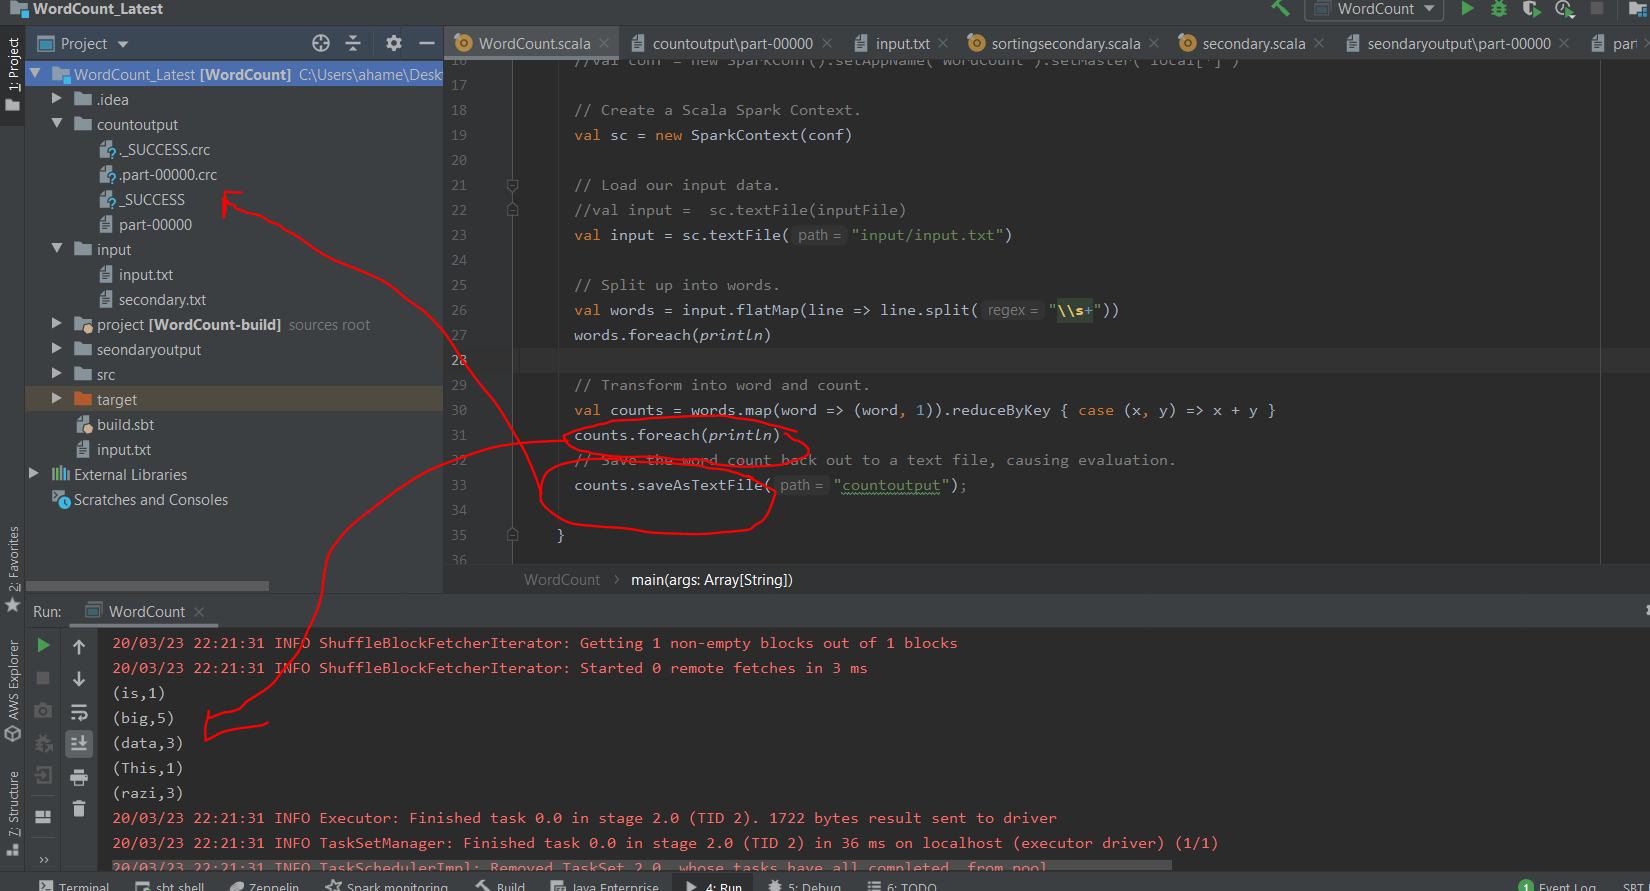 WordCount_Latest
WordCount
1: Project
Project
WordCount.scala
countoutput\part-00000
input.txt
sortingsecondary.scala
secondary.scala
seondaryoutput\part-00000
part
WordCount_Latest [WordCount] C:\Users\ahame\Deskt
.idea
countoutput
._SUCCESS.crc
.part-00000.crc
_SUCCESS
part-00000
input
input.txt
secondary.txt
project [WordCount-build] sources root
seondaryoutput
src
target
build.sbt
input.txt
External Libraries
Scratches and Consoles
16 //val conf = new SparkConf().setAppName("WordCount").setMaster("local[*]")
17
18 // Create a Scala Spark Context.
19 val sc = new SparkContext(conf)
20
21 // Load our input data.
22 //val input = sc.textFile(inputFile)
23 val input = sc.textFile( path = "input/input.txt")
24
25 // Split up into words.
26 val words = input.flatMap(line => line.split( regex = "\\s+"))
27 words.foreach(println)
28
29 // Transform into word and count.
30 val counts = words.map(word => (word, 1)).reduceByKey { case (x, y) => x + y }
31 counts.foreach(println)
32 // Save the word count back out to a text file, causing evaluation.
33 counts.saveAsTextFile( path = "countoutput");
34
35 }
36
WordCount > main(args: Array[String])
2: Favorites
AWS Explorer
7: Structure
Run: WordCount
20/03/23 22:21:31 INFO ShuffleBlockFetcherIterator: Getting 1 non-empty blocks out of 1 blocks
20/03/23 22:21:31 INFO ShuffleBlockFetcherIterator: Started 0 remote fetches in 3 ms
(is,1)
(big,5)
(data,3)
(This,1)
(razi,3)
20/03/23 22:21:31 INFO Executor: Finished task 0.0 in stage 2.0 (TID 2). 1722 bytes result sent to driver
20/03/23 22:21:31 INFO TaskSetManager: Finished task 0.0 in stage 2.0 (TID 2) in 36 ms on localhost (executor driver) (1/1)
20/03/23 22:21:31 INFO TaskSchedulerImpl: Removed TaskSet 2.0, whose tasks have all completed, from pool
Terminal
sbt shell
Zeppelin
Spark monitoring
Build
Java Enterprise
4: Run
5: Debug
6: TODO
1 Event Log
SBT